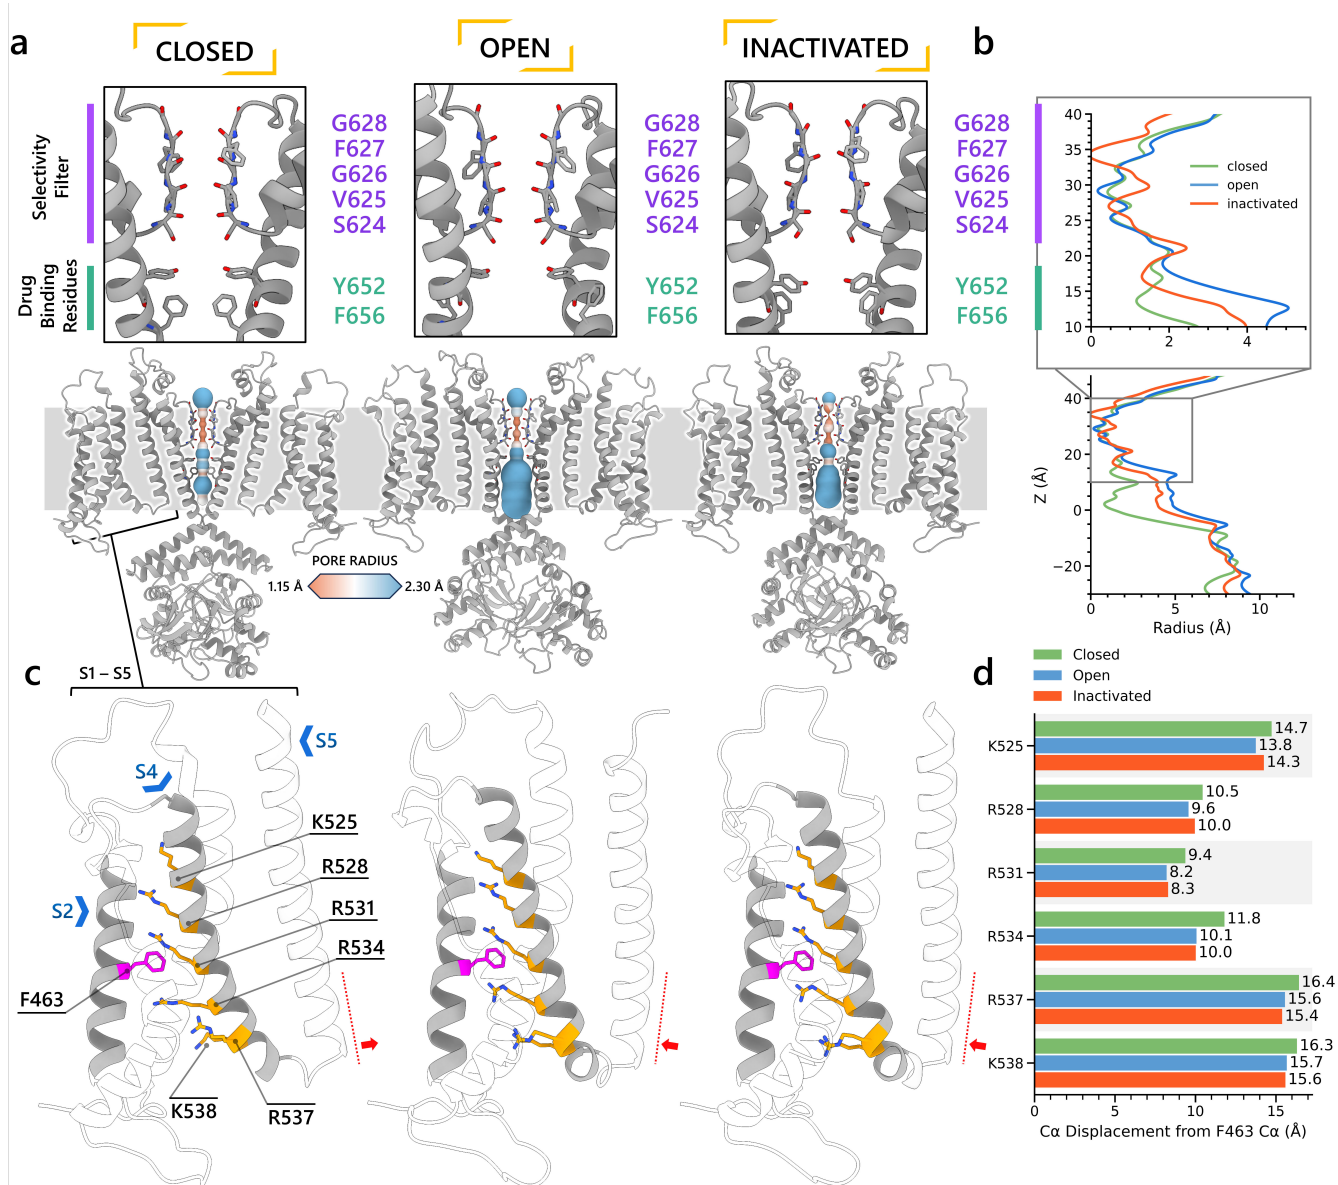 a
CLOSED
OPEN
INACTIVATED
b
Selectivity
Filter
Drug
Binding
Residues
G628
F627
G626
V625
S624
Y652
F656
G628
F627
G626
V625
S624
Y652
F656
G628
F627
G626
V625
S624
Y652
F656
40
35
30
25
20
15
10
0
2
4
closed
open
inactivated
40
20
0
−20
Z (Å)
0
5
10
Radius (Å)
PORE RADIUS
1.15 Å
2.30 Å
c
S1 – S5
S5
S4
S2
K525
R528
R531
R534
F463
K538
R537
d
Closed
Open
Inactivated
K525
14.7
13.8
14.3
R528
10.5
9.6
10.0
R531
9.4
8.2
8.3
R534
11.8
10.1
10.0
R537
16.4
15.6
15.4
K538
16.3
15.7
15.6
0
5
10
15
Cα Displacement from F463 Cα (Å)